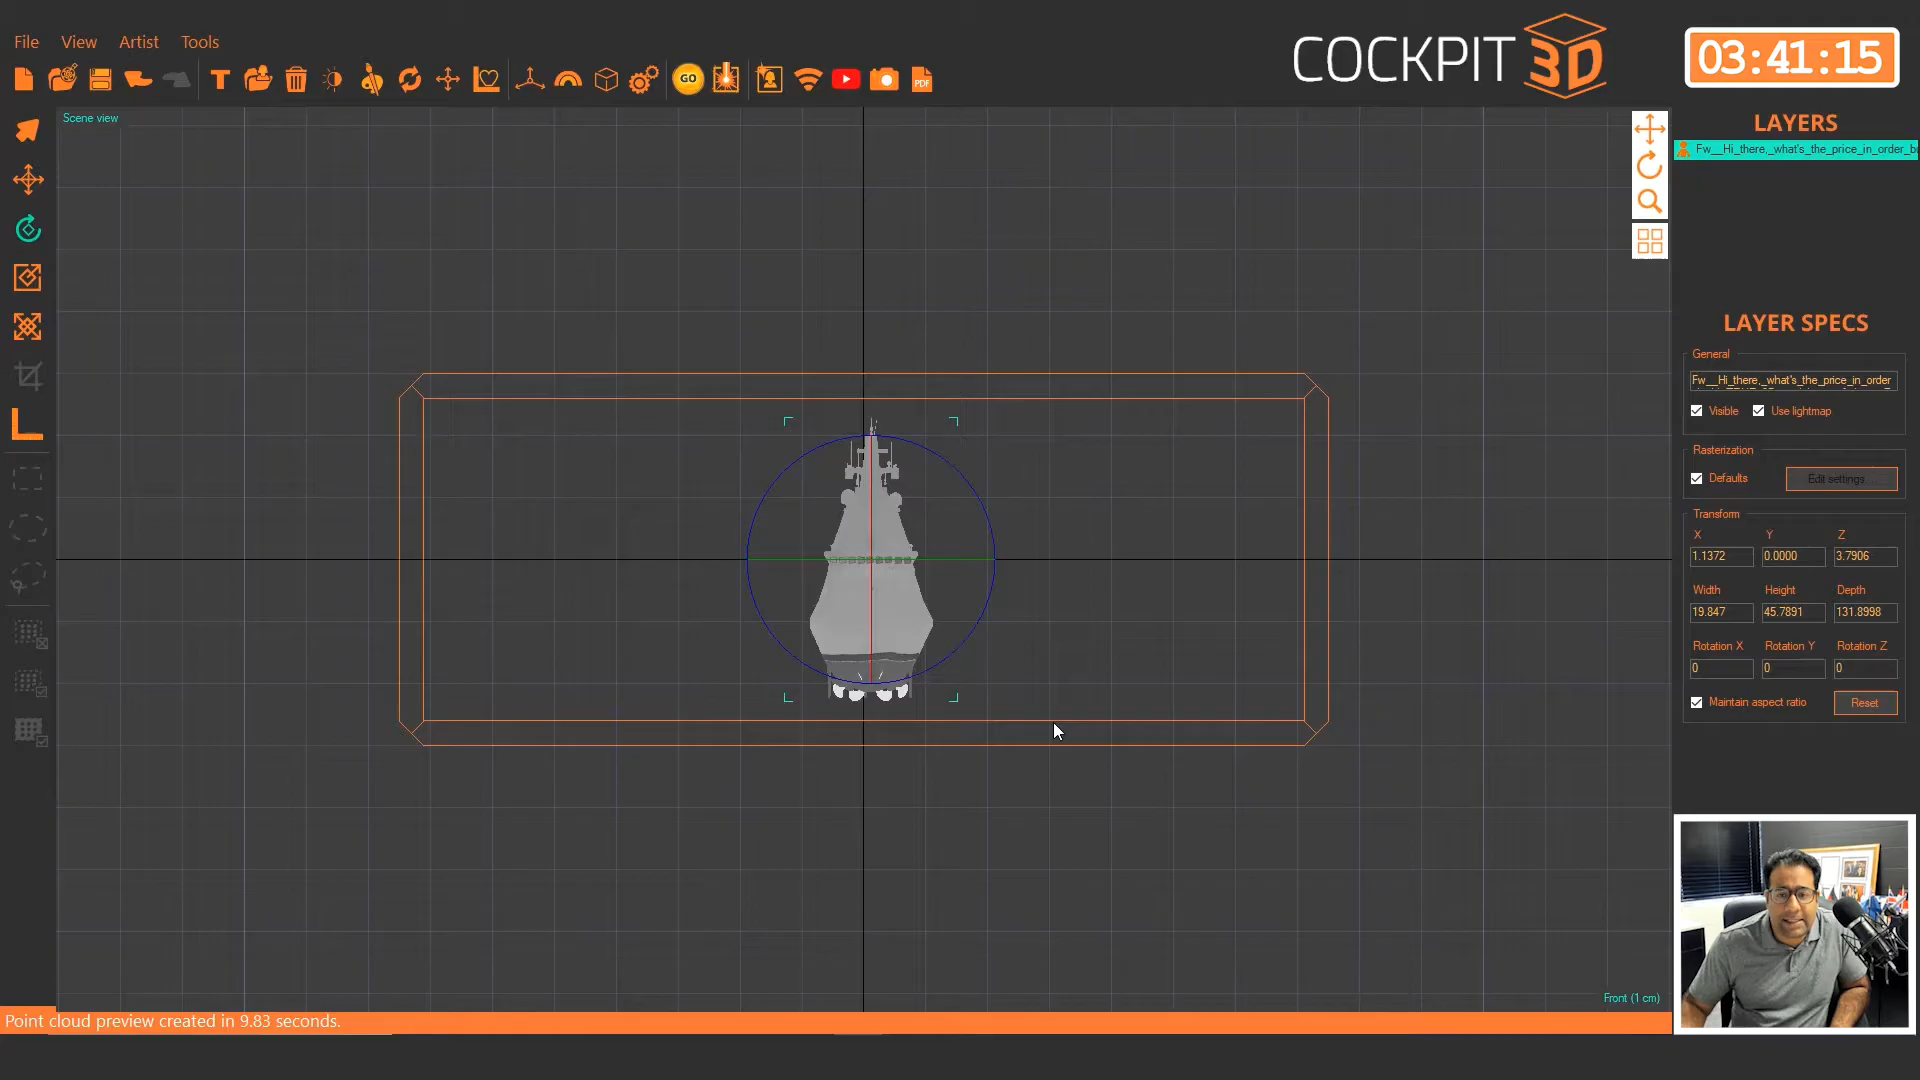 File View Artist Tools
T GO PDF
COCKPIT 3D
03:41:15
Scene view
LAYERS
Fw__Hi_there,_what's_the_price_in_order_b
LAYER SPECS
General
Fw__Hi_there,_what's_the_price_in_order
Visible Use lightmap
Rasterization
Defaults Edit settings
Transform
X Y Z
1.1372 0.0000 3.7906
Width Height Depth
19.847 45.7891 131.8998
Rotation X Rotation Y Rotation Z
0 0 0
Maintain aspect ratio Reset
Front (1 cm)
Point cloud preview created in 9.83 seconds.